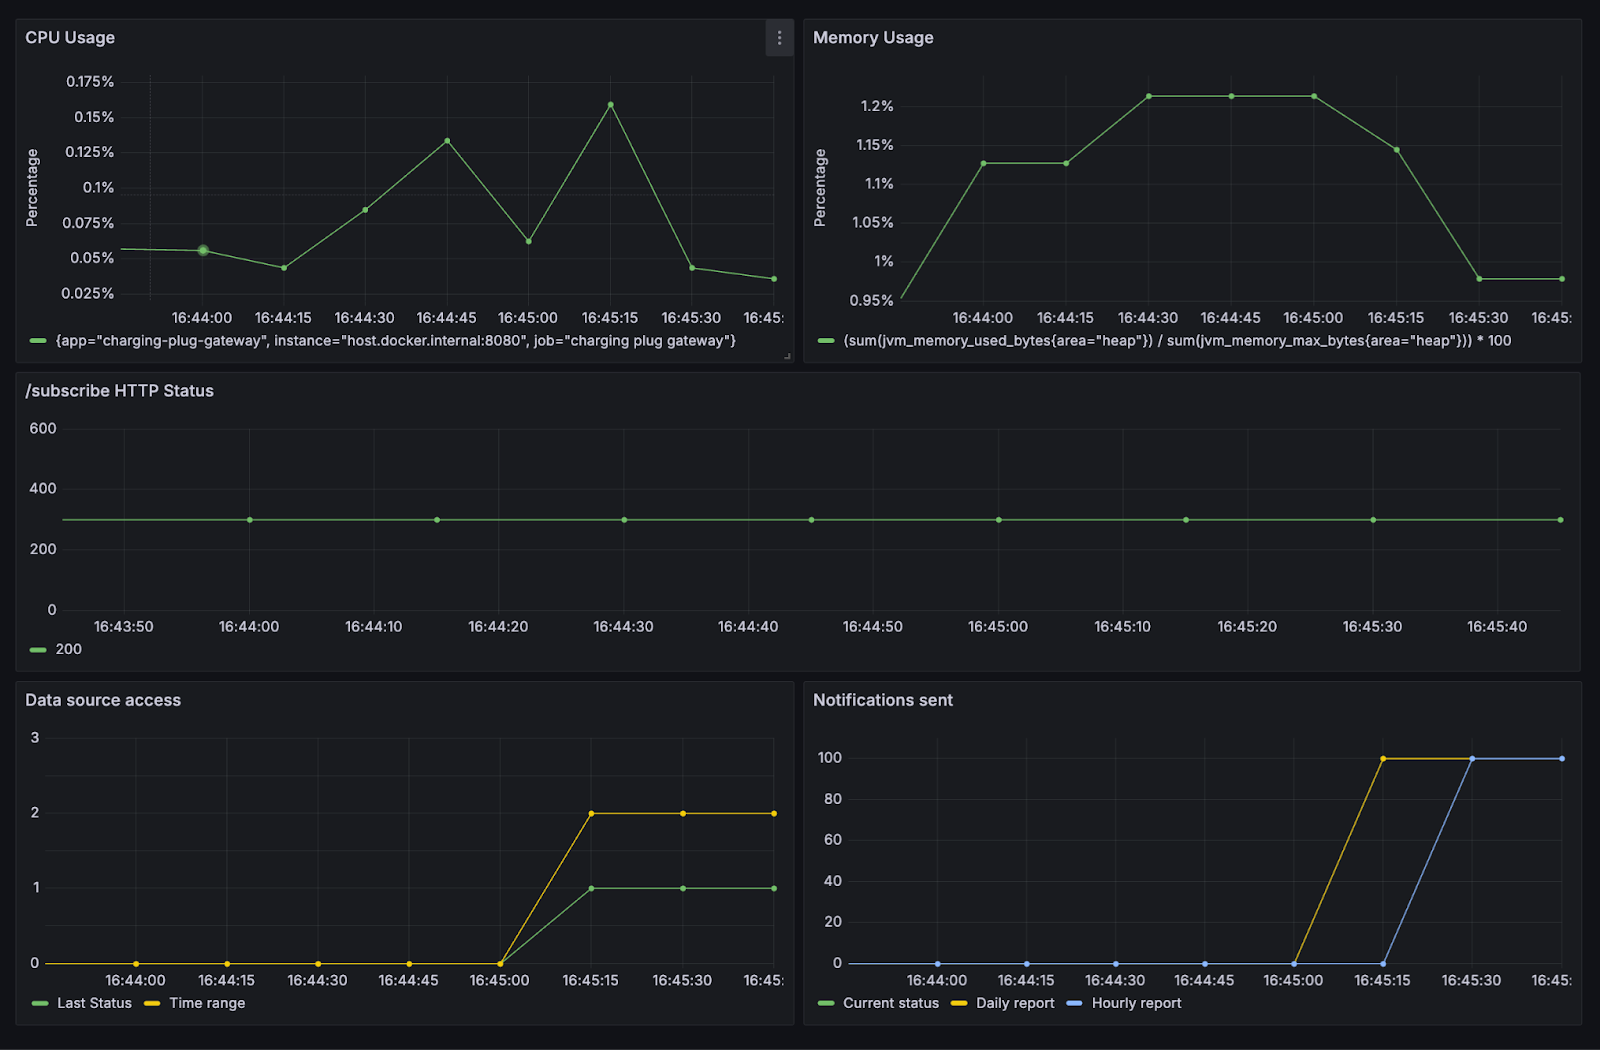 CPU Usage
Percentage
0.175%
0.15%
0.125%
0.1%
0.075%
0.05%
0.025%
16:44:00 16:44:15 16:44:30 16:44:45 16:45:00 16:45:15 16:45:30 16:45:
{app="charging-plug-gateway", instance="host.docker.internal:8080", job="charging plug gateway"}
Memory Usage
Percentage
1.2%
1.15%
1.1%
1.05%
1%
0.95%
16:44:00 16:44:15 16:44:30 16:44:45 16:45:00 16:45:15 16:45:30 16:45:
(sum(jvm_memory_used_bytes{area="heap"}) / sum(jvm_memory_max_bytes{area="heap"})) * 100
/subscribe HTTP Status
600
400
200
0
16:43:50 16:44:00 16:44:10 16:44:20 16:44:30 16:44:40 16:44:50 16:45:00 16:45:10 16:45:20 16:45:30 16:45:40
200
Data source access
3
2
1
0
16:44:00 16:44:15 16:44:30 16:44:45 16:45:00 16:45:15 16:45:30 16:45:
Last Status Time range
Notifications sent
100
80
60
40
20
0
16:44:00 16:44:15 16:44:30 16:44:45 16:45:00 16:45:15 16:45:30 16:45:
Current status Daily report Hourly report